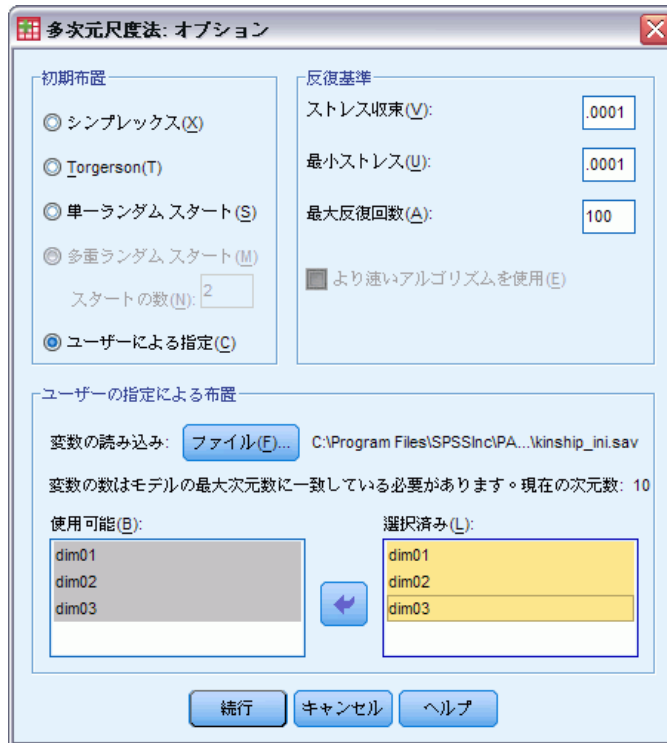 多次元尺度法: オプション
初期布置
シンプレックス(X)
Torgerson(T)
単一ランダム スタート(S)
多重ランダム スタート(M)
スタートの数(N): 2
ユーザーによる指定(C)
反復基準
ストレス収束(V): .0001
最小ストレス(U): .0001
最大反復回数(A): 100
より速いアルゴリズムを使用(E)
ユーザーの指定による布置
変数の読み込み: ファイル(F)... C:\Program Files\SPSSInc\PA...\kinship_ini.sav
変数の数はモデルの最大次元数に一致している必要があります。現在の次元数: 10
使用可能(B):
dim01
dim02
dim03
選択済み(L):
dim01
dim02
dim03
続行 キャンセル ヘルプ